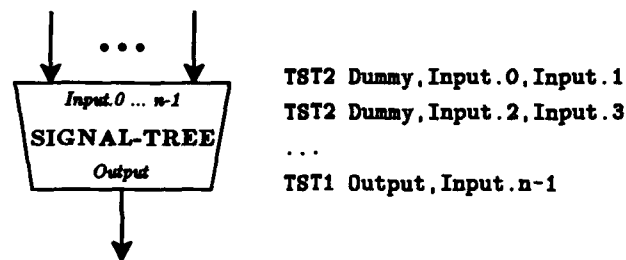 Input.0 ... n-1
SIGNAL-TREE
Output
TST2 Dummy,Input.0,Input.1
TST2 Dummy,Input.2,Input.3
...
TST1 Output,Input.n-1